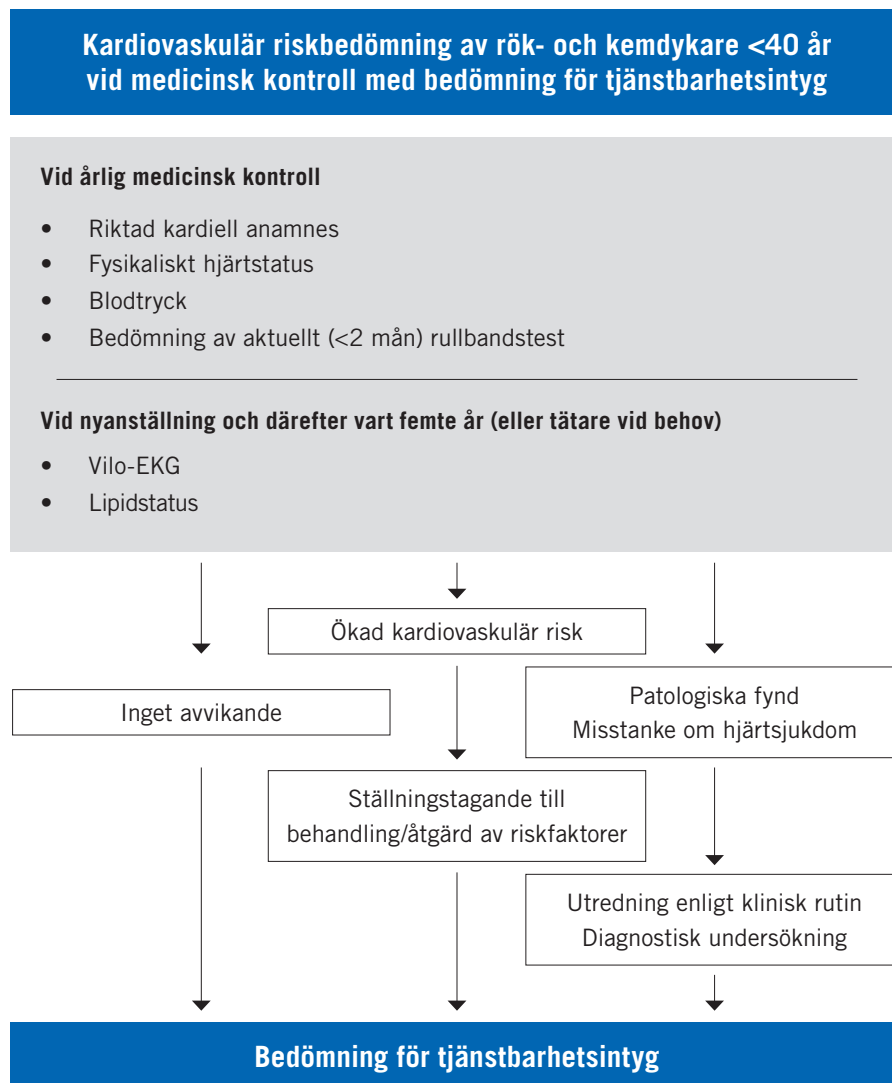 Kardiovaskulär riskbedömning av rök- och kemdykare <40 år
vid medicinsk kontroll med bedömning för tjänstbarhetsintyg
Vid årlig medicinsk kontroll
• Riktad kardiell anamnes
• Fysikaliskt hjärtstatus
• Blodtryck
• Bedömning av aktuellt (<2 mån) rullbandstest
Vid nyanställning och därefter vart femte år (eller tätare vid behov)
• Vilo-EKG
• Lipidstatus
Ökad kardiovaskulär risk
Inget avvikande
Patologiska fynd
Misstanke om hjärtsjukdom
Ställningstagande till
behandling/åtgärd av riskfaktorer
Utredning enligt klinisk rutin
Diagnostisk undersökning
Bedömning för tjänstbarhetsintyg